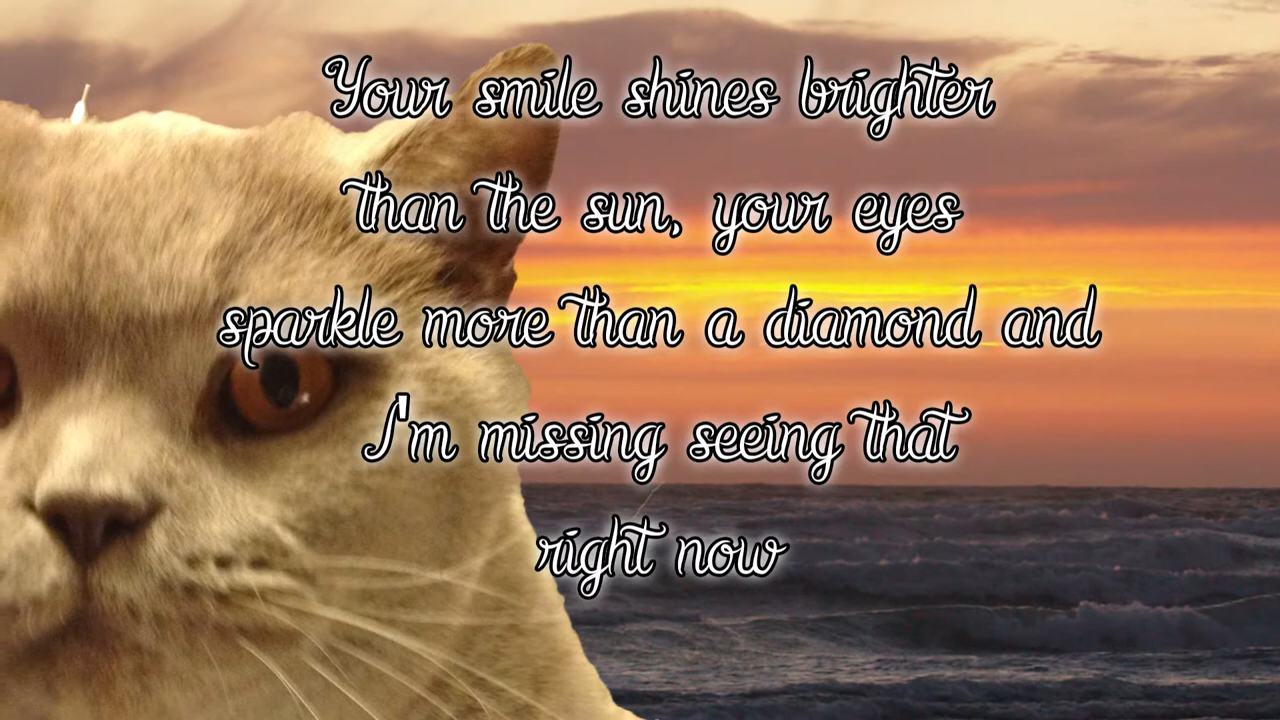 Your smile shines brighter
than the sun, your eyes
sparkle more than a diamond and
I'm missing seeing that
right now